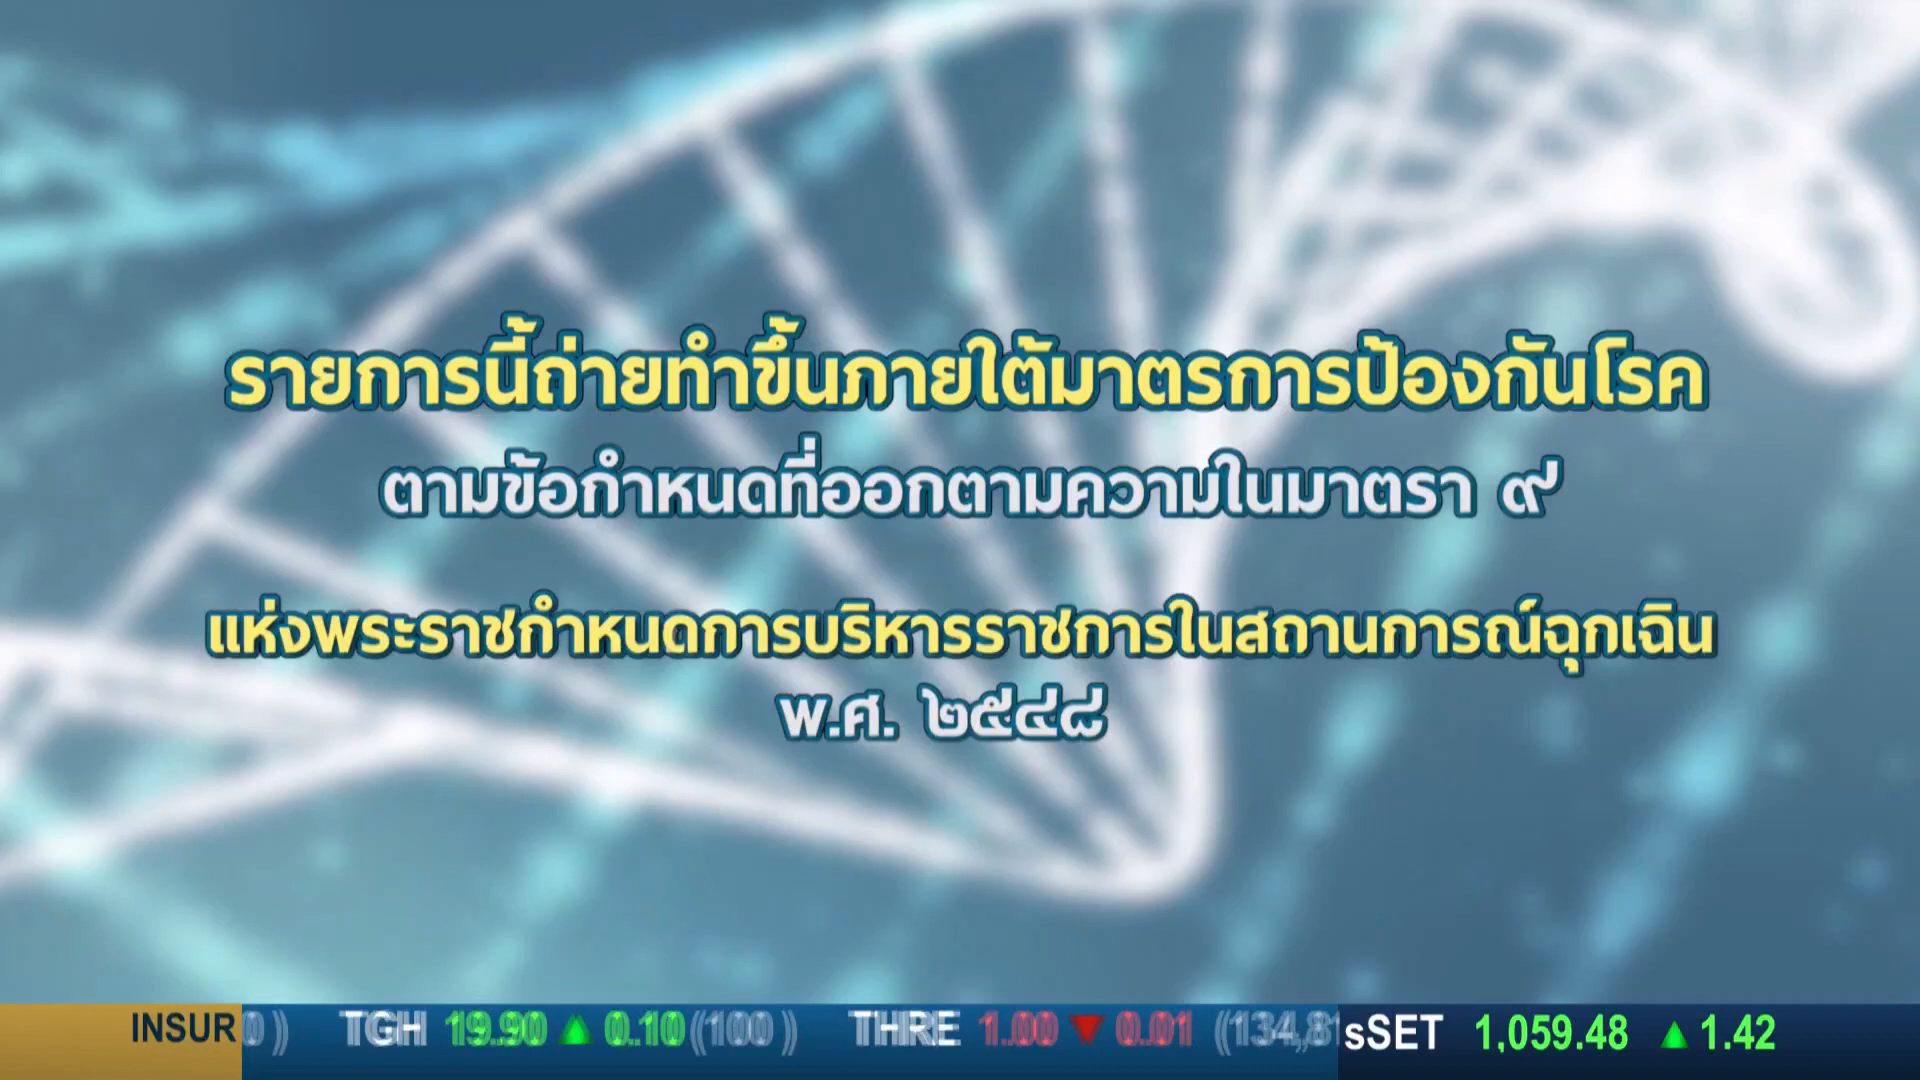 รายการนี้ถ่ายทำขึ้นภายใต้มาตรการป้องกันโรค
ตามข้อกำหนดที่ออกตามความในมาตรา ๙
แห่งพระราชกำหนดการบริหารราชการในสถานการณ์ฉุกเฉิน
พ.ศ. ๒๕๔๘
INSUR TGH 19.90 ▲ 0.10 (100) THRE 1.00 ▼ 0.01 sSET 1,059.48 ▲ 1.42